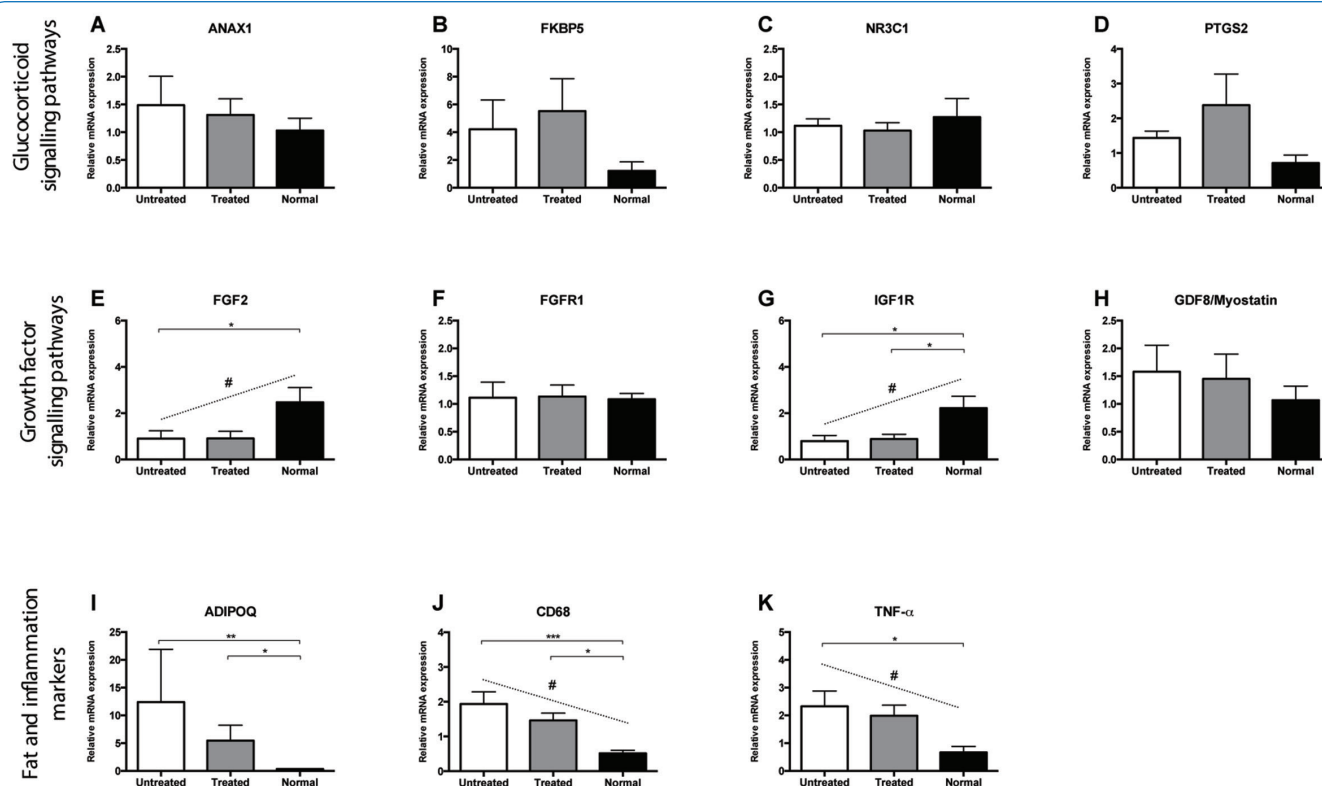 Glucocorticoid
signalling pathways
A
ANAX1
Relative mRNA expression
2.5
2.0
1.5
1.0
0.5
0.0
Untreated Treated Normal
B
FKBP5
Relative mRNA expression
10
8
6
4
2
0
Untreated Treated Normal
C
NR3C1
Relative mRNA expression
2.5
2.0
1.5
1.0
0.5
0.0
Untreated Treated Normal
D
PTGS2
Relative mRNA expression
4
3
2
1
0
Untreated Treated Normal
Growth factor
signalling pathways
E
FGF2
Relative mRNA expression
6
4
2
0
*
#
Untreated Treated Normal
F
FGFR1
Relative mRNA expression
2.5
2.0
1.5
1.0
0.5
0.0
Untreated Treated Normal
G
IGF1R
Relative mRNA expression
6
4
2
0
*
*
#
Untreated Treated Normal
H
GDF8/Myostatin
Relative mRNA expression
2.5
2.0
1.5
1.0
0.5
0.0
Untreated Treated Normal
Fat and inflammation
markers
I
ADIPOQ
Relative mRNA expression
25
20
15
10
5
0
**
*
Untreated Treated Normal
J
CD68
Relative mRNA expression
4
3
2
1
0
***
*
#
Untreated Treated Normal
K
TNF-α
Relative mRNA expression
5
4
3
2
1
0
*
#
Untreated Treated Normal